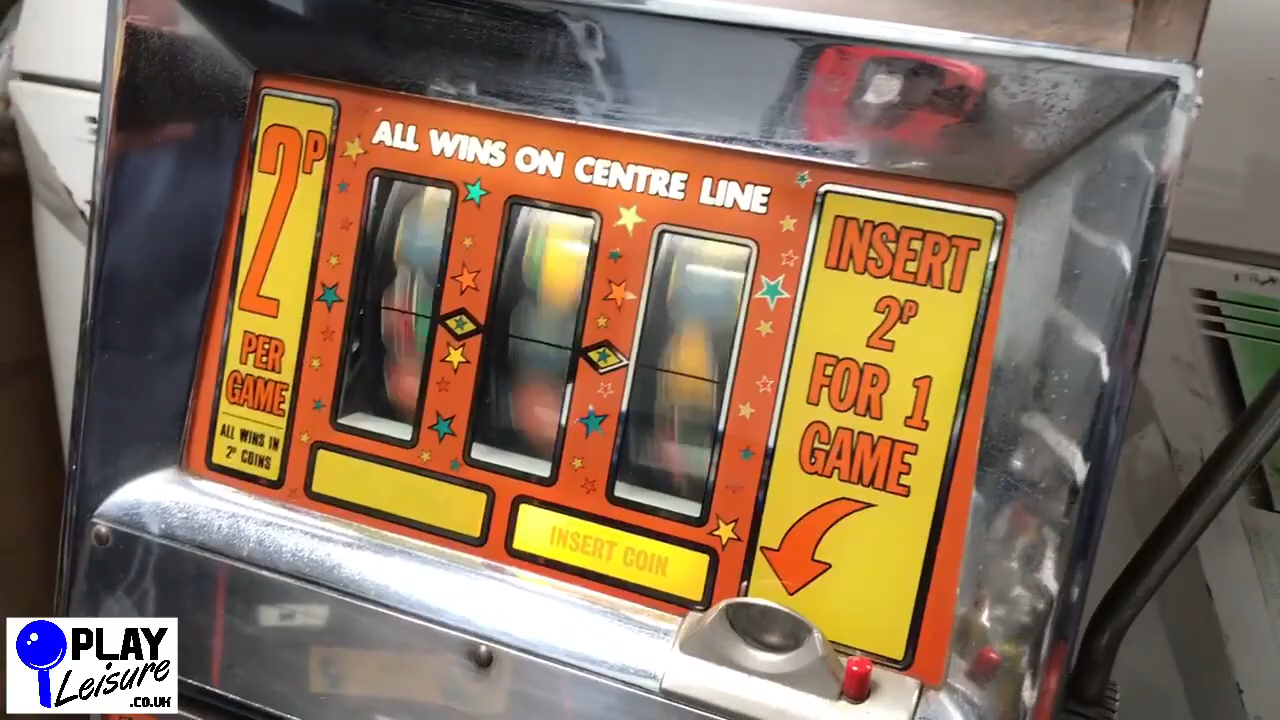 2P
PER
GAME
ALL WINS IN
2P COINS
ALL WINS ON CENTRE LINE
INSERT
2P
FOR 1
GAME
INSERT COIN
PLAY
Leisure
.CO.UK